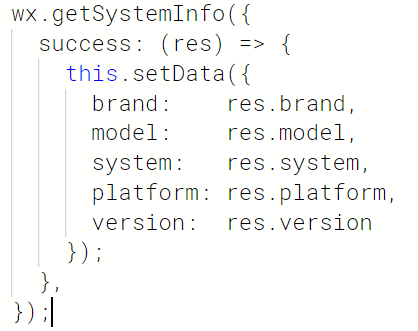 wx.getSystemInfo({
  success: (res) => {
    this.setData({
      brand:    res.brand,
      model:    res.model,
      system:   res.system,
      platform: res.platform,
      version:  res.version
    });
  },
});